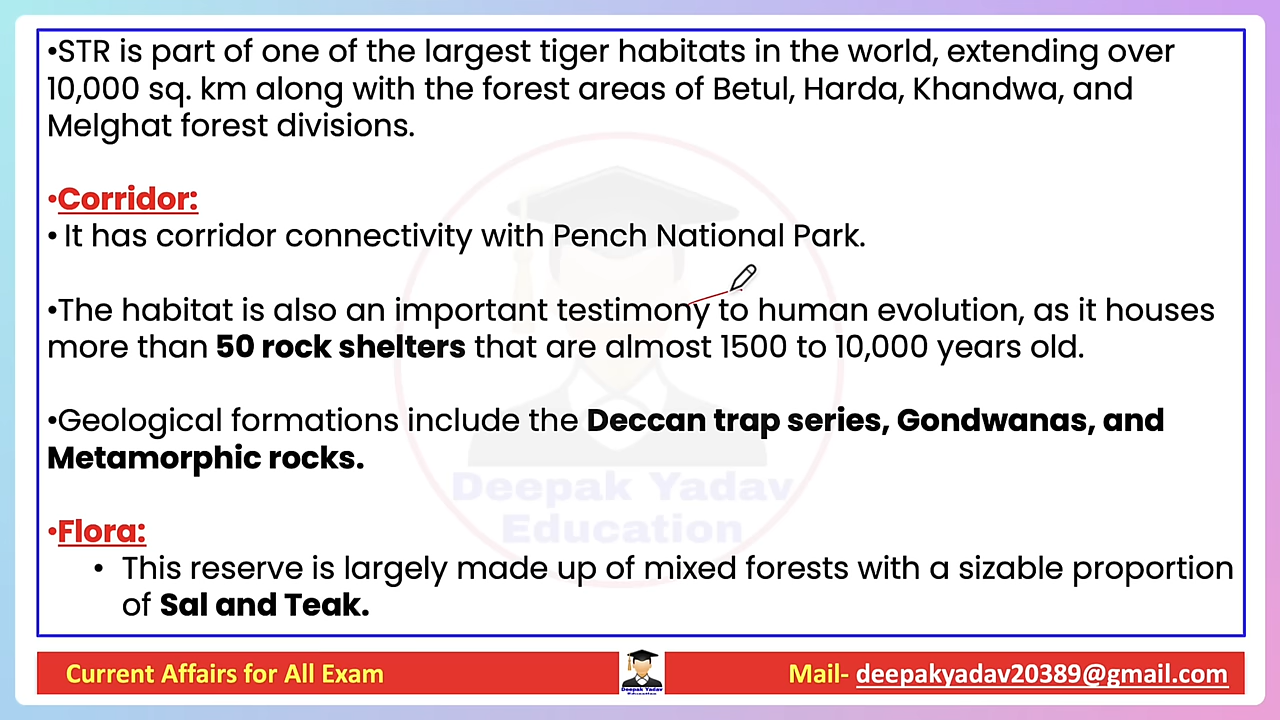 •STR is part of one of the largest tiger habitats in the world, extending over
10,000 sq. km along with the forest areas of Betul, Harda, Khandwa, and
Melghat forest divisions.
•Corridor:
• It has corridor connectivity with Pench National Park.
•The habitat is also an important testimony to human evolution, as it houses
more than 50 rock shelters that are almost 1500 to 10,000 years old.
•Geological formations include the Deccan trap series, Gondwanas, and
Metamorphic rocks.
Deepak Yadav
Education
•Flora:
• This reserve is largely made up of mixed forests with a sizable proportion
of Sal and Teak.
Current Affairs for All Exam
Deepak Yadav
Education
Mail- deepakyadav20389@gmail.com